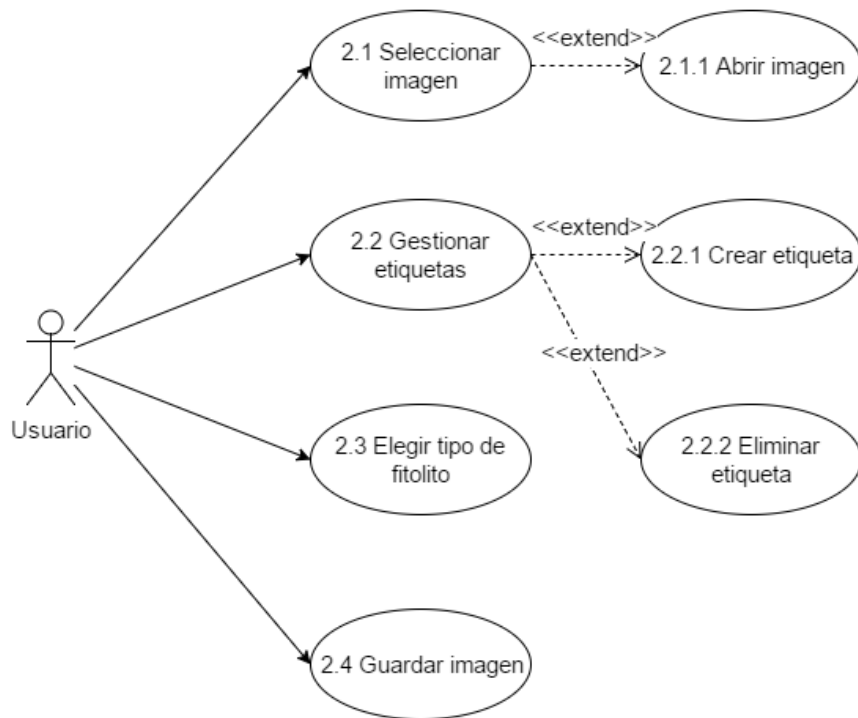 2.1 Seleccionar
imagen
<<extend>>
2.1.1 Abrir imagen
2.2 Gestionar
etiquetas
<<extend>>
2.2.1 Crear etiqueta
<<extend>>
Usuario
2.3 Elegir tipo de
fitolito
2.2.2 Eliminar
etiqueta
2.4 Guardar imagen